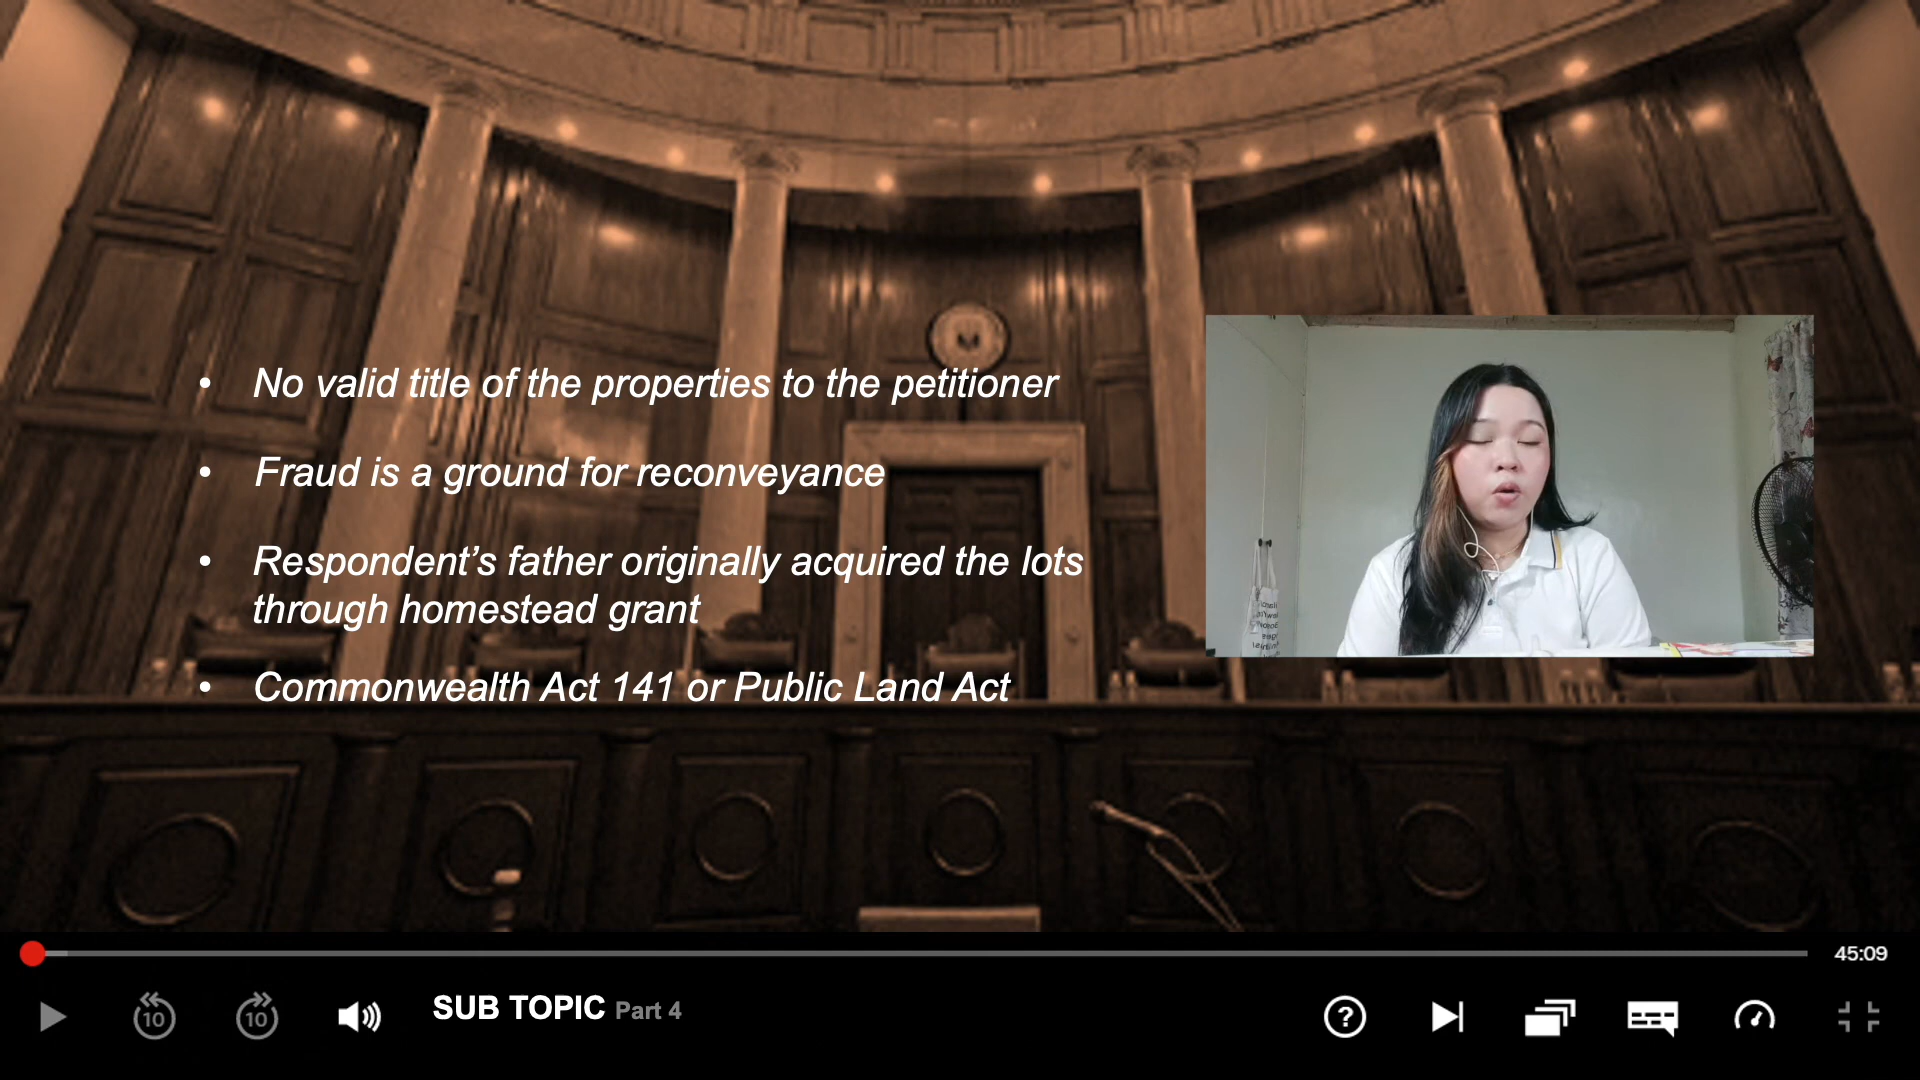 • No valid title of the properties to the petitioner
• Fraud is a ground for reconveyance
• Respondent’s father originally acquired the lots
through homestead grant
• Commonwealth Act 141 or Public Land Act
45:09
10
10
SUB TOPIC Part 4
?